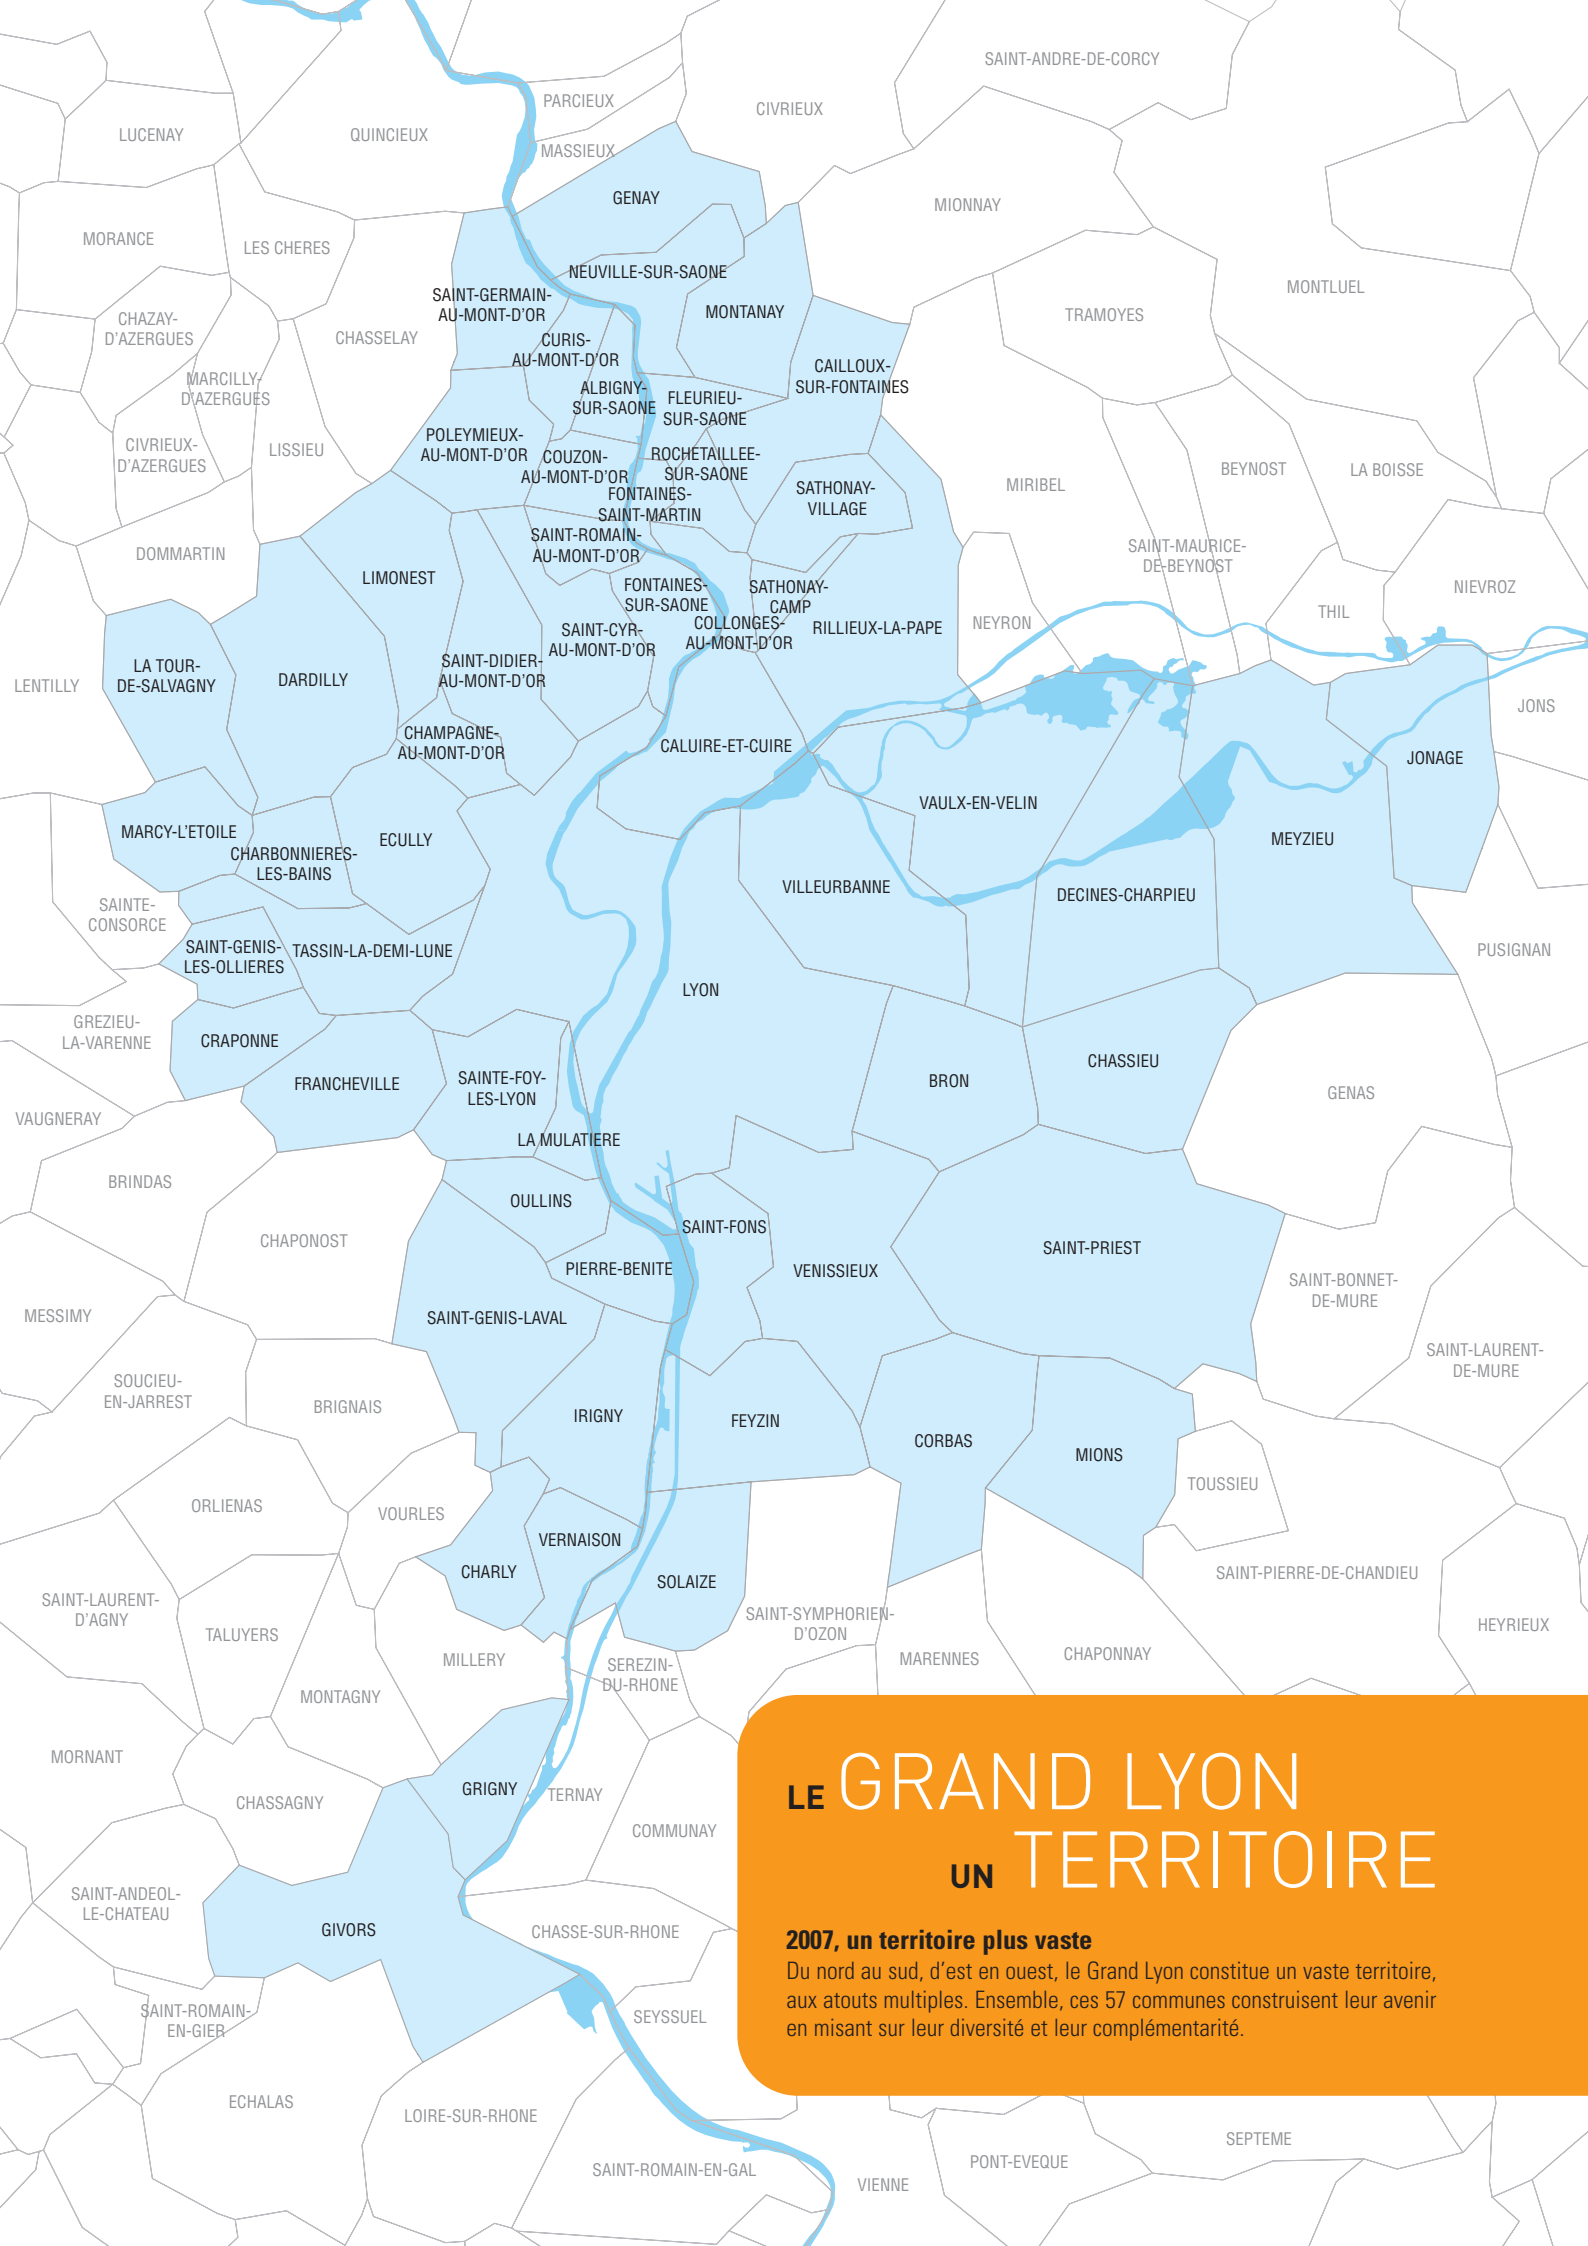 SAINT-ANDRE-DE-CORCY
PARCIEUX
CIVRIEUX
LUCENAY
QUINCIEUX
MASSIEUX
GENAY
MIONNAY
MORANCE
LES CHERES
NEUVILLE-SUR-SAONE
MONTLUEL
SAINT-GERMAIN-
AU-MONT-D'OR
MONTANAY
TRAMOYES
CHAZAY-
D'AZERGUES
CHASSELAY
CURIS-
AU-MONT-D'OR
CAILLOUX-
SUR-FONTAINES
MARCILLY-
D'AZERGUES
ALBIGNY-
SUR-SAONE
FLEURIEU-
SUR-SAONE
CIVRIEUX-
D'AZERGUES
LISSIEU
POLEYMIEUX-
AU-MONT-D'OR
COUZON-
AU-MONT-D'OR
ROCHETAILLEE-
SUR-SAONE
BEYNOST
LA BOISSE
MIRIBEL
SATHONAY-
VILLAGE
FONTAINES-
SAINT-MARTIN
SAINT-ROMAIN-
AU-MONT-D'OR
DOMMARTIN
SAINT-MAURICE-
DE-BEYNOST
LIMONEST
FONTAINES-
SUR-SAONE
SATHONAY-
CAMP
NIEVROZ
THIL
COLLONGES-
AU-MONT-D'OR
RILLIEUX-LA-PAPE
NEYRON
SAINT-CYR-
AU-MONT-D'OR
LA TOUR-
DE-SALVAGNY
LENTILLY
DARDILLY
SAINT-DIDIER-
AU-MONT-D'OR
JONS
CHAMPAGNE-
AU-MONT-D'OR
CALUIRE-ET-CUIRE
JONAGE
VAULX-EN-VELIN
MARCY-L'ETOILE
ECULLY
MEYZIEU
CHARBONNIERES-
LES-BAINS
VILLEURBANNE
DECINES-CHARPIEU
SAINTE-
CONSORCE
SAINT-GENIS-
LES-OLLIERES
TASSIN-LA-DEMI-LUNE
PUSIGNAN
LYON
GREZIEU-
LA-VARENNE
CRAPONNE
FRANCHEVILLE
SAINTE-FOY-
LES-LYON
BRON
CHASSIEU
GENAS
VAUGNERAY
LA MULATIERE
BRINDAS
OULLINS
SAINT-FONS
CHAPONOST
SAINT-PRIEST
PIERRE-BENITE
VENISSIEUX
SAINT-BONNET-
DE-MURE
MESSIMY
SAINT-GENIS-LAVAL
SAINT-LAURENT-
DE-MURE
SOUCIEU-
EN-JARREST
BRIGNAIS
IRIGNY
FEYZIN
CORBAS
MIONS
TOUSSIEU
ORLIENAS
VOURLES
VERNAISON
CHARLY
SOLAIZE
SAINT-PIERRE-DE-CHANDIEU
SAINT-LAURENT-
D'AGNY
SAINT-SYMPHORIEN-
D'OZON
HEYRIEUX
TALUYERS
MILLERY
SEREZIN-
DU-RHONE
MARENNES
CHAPONNAY
MONTAGNY
MORNANT
GRIGNY
TERNAY
CHASSAGNY
COMMUNAY
SAINT-ANDEOL-
LE-CHATEAU
GIVORS
CHASSE-SUR-RHONE
SAINT-ROMAIN-
EN-GIER
SEYSSUEL
ECHALAS
LOIRE-SUR-RHONE
SAINT-ROMAIN-EN-GAL
VIENNE
PONT-EVEQUE
SEPTEME
LE GRAND LYON
UN TERRITOIRE
2007, un territoire plus vaste
Du nord au sud, d'est en ouest, le Grand Lyon constitue un vaste territoire,
aux atouts multiples. Ensemble, ces 57 communes construisent leur avenir
en misant sur leur diversité et leur complémentarité.